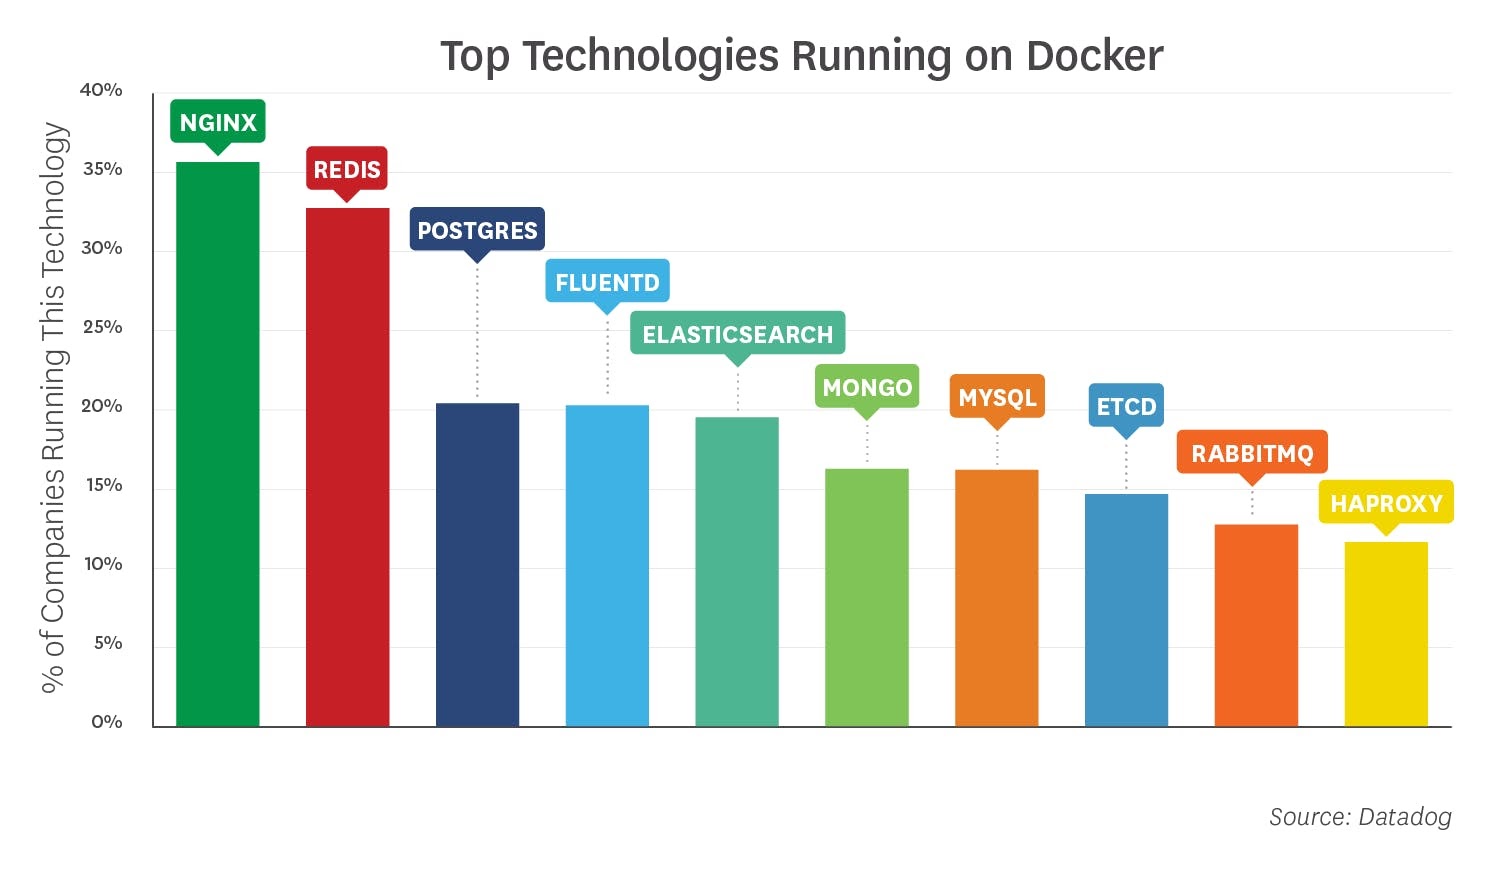 Top Technologies Running on Docker
% of Companies Running This Technology
40%
35%
30%
25%
20%
15%
10%
5%
0%
NGINX
REDIS
POSTGRES
FLUENTD
ELASTICSEARCH
MONGO
MYSQL
ETCD
RABBITMQ
HAPROXY
Source: Datadog